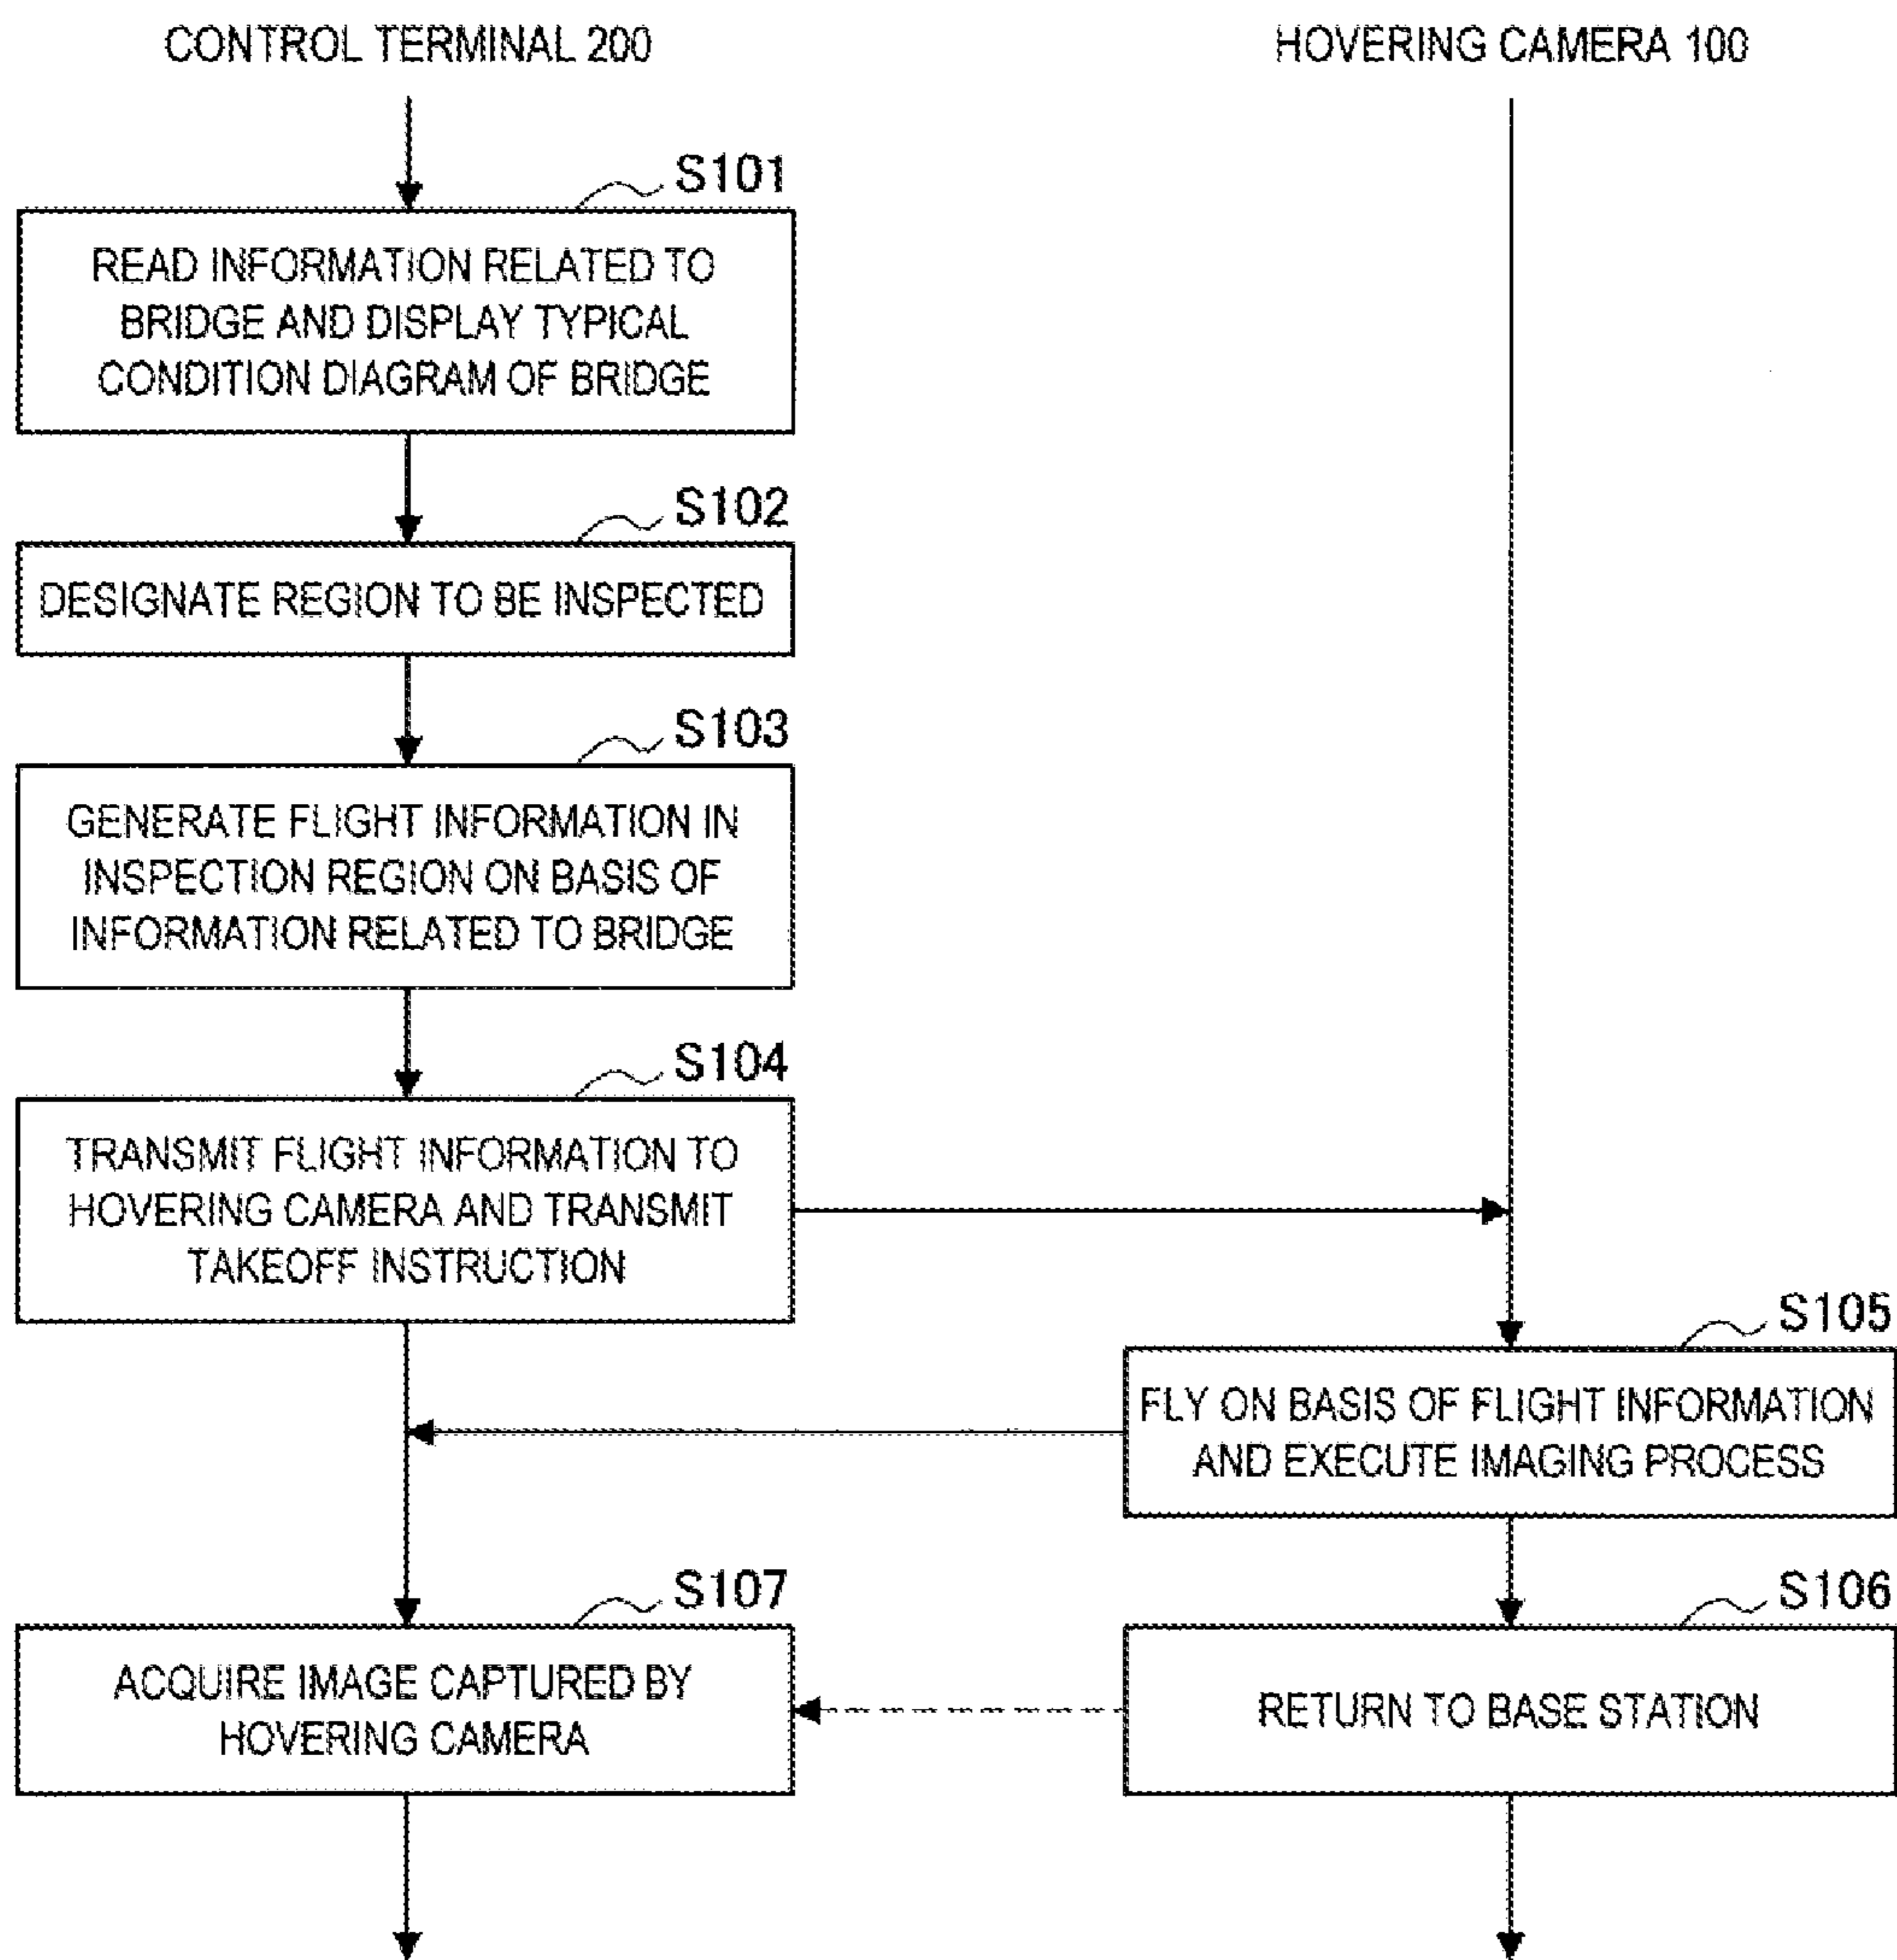 CONTROL TERMINAL 200
HOVERING CAMERA 100
S101
READ INFORMATION RELATED TO
BRIDGE AND DISPLAY TYPICAL
CONDITION DIAGRAM OF BRIDGE
S102
DESIGNATE REGION TO BE INSPECTED
S103
GENERATE FLIGHT INFORMATION IN
INSPECTION REGION ON BASIS OF
INFORMATION RELATED TO BRIDGE
S104
TRANSMIT FLIGHT INFORMATION TO
HOVERING CAMERA AND TRANSMIT
TAKEOFF INSTRUCTION
S105
FLY ON BASIS OF FLIGHT INFORMATION
AND EXECUTE IMAGING PROCESS
S107
ACQUIRE IMAGE CAPTURED BY
HOVERING CAMERA
S106
RETURN TO BASE STATION